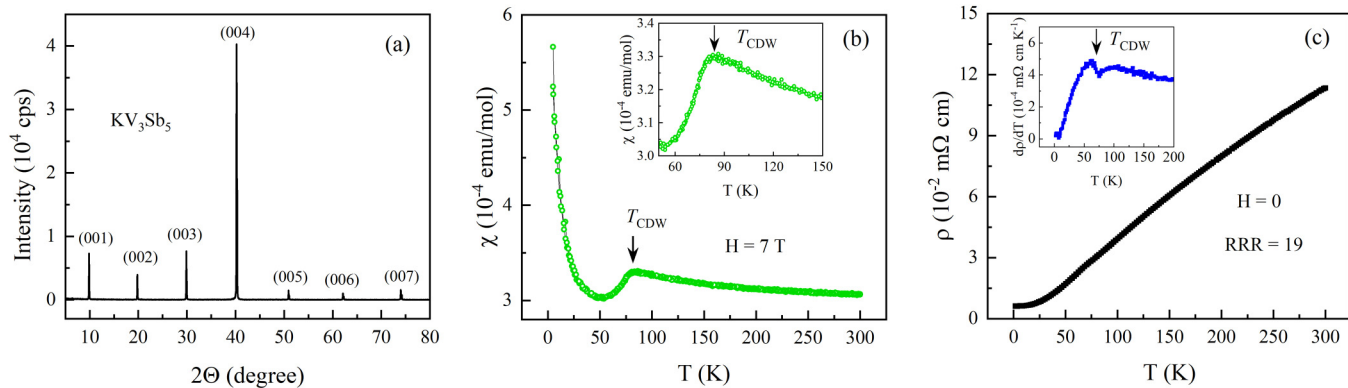 (a)
KV₃Sb₅
(001)
(002)
(003)
(004)
(005)
(006)
(007)
Intensity (10⁴ cps)
0
1
2
3
4
10 20 30 40 50 60 70 80
2Θ (degree)
(b)
χ (10⁻⁴ emu/mol)
6
5
4
3
0 50 100 150 200 250 300
T (K)
T_CDW
H = 7 T
χ (10⁻⁴ emu/mol)
3.4
3.3
3.2
3.1
3.0
60 90 120 150
T (K)
T_CDW
(c)
ρ (10⁻² mΩ cm)
15
12
9
6
3
0
0 50 100 150 200 250 300
T (K)
H = 0
RRR = 19
dρ/dT (10⁻⁴ mΩ cm K⁻¹)
6
4
2
0
0 50 100 150 200
T (K)
T_CDW